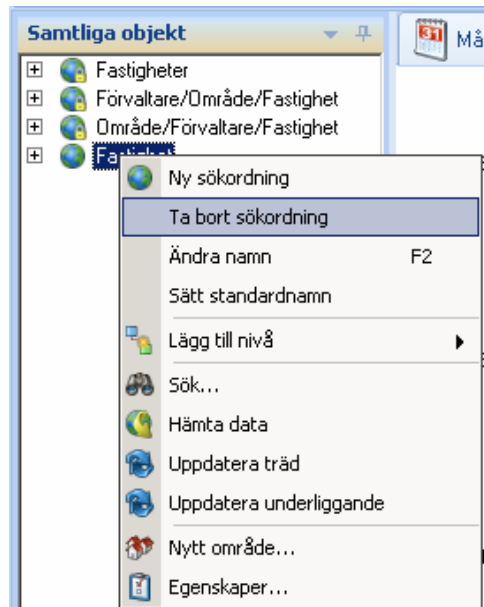 Samtliga objekt
Må
Fastigheter
Förvaltare/Område/Fastighet
Område/Förvaltare/Fastighet
Fastighet
Ny sökordning
Ta bort sökordning
Ändra namn F2
Sätt standardnamn
Lägg till nivå
Sök...
Hämta data
Uppdatera träd
Uppdatera underliggande
Nytt område...
Egenskaper...